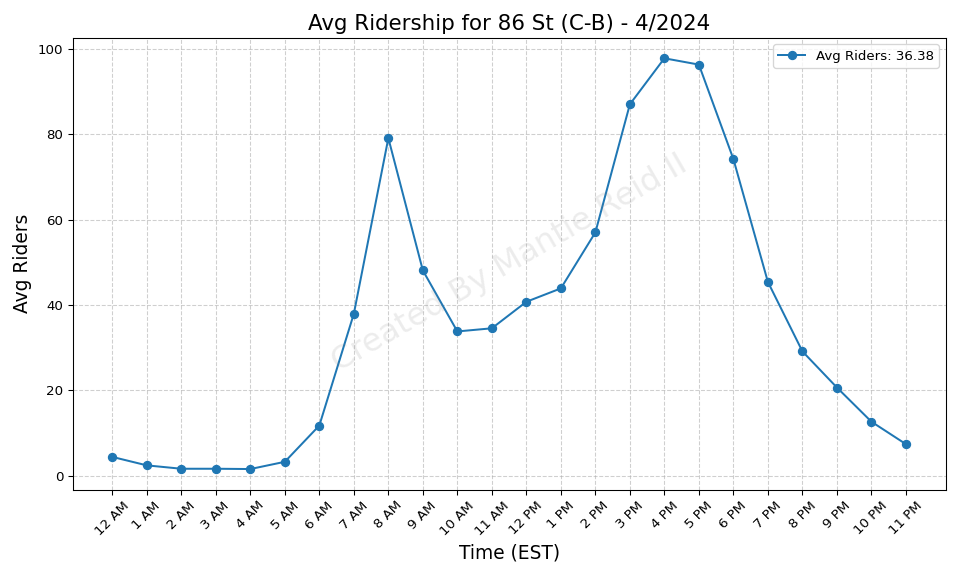 Avg Ridership for 86 St (C-B) - 4/2024
Avg Riders: 36.38
100
80
60
40
20
0
Avg Riders
Created By Mantle Reid II
12 AM
1 AM
2 AM
3 AM
4 AM
5 AM
6 AM
7 AM
8 AM
9 AM
10 AM
11 AM
12 PM
1 PM
2 PM
3 PM
4 PM
5 PM
6 PM
7 PM
8 PM
9 PM
10 PM
11 PM
Time (EST)